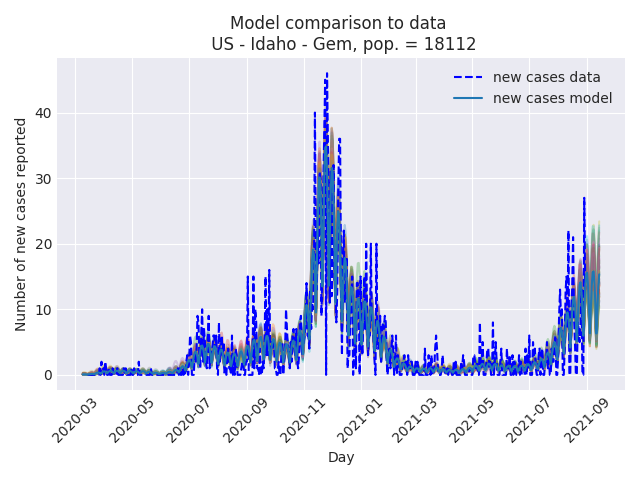 Model comparison to data
US - Idaho - Gem, pop. = 18112
new cases data
new cases model
Number of new cases reported
40
30
20
10
0
2020-03
2020-05
2020-07
2020-09
2020-11
2021-01
2021-03
2021-05
2021-07
2021-09
Day